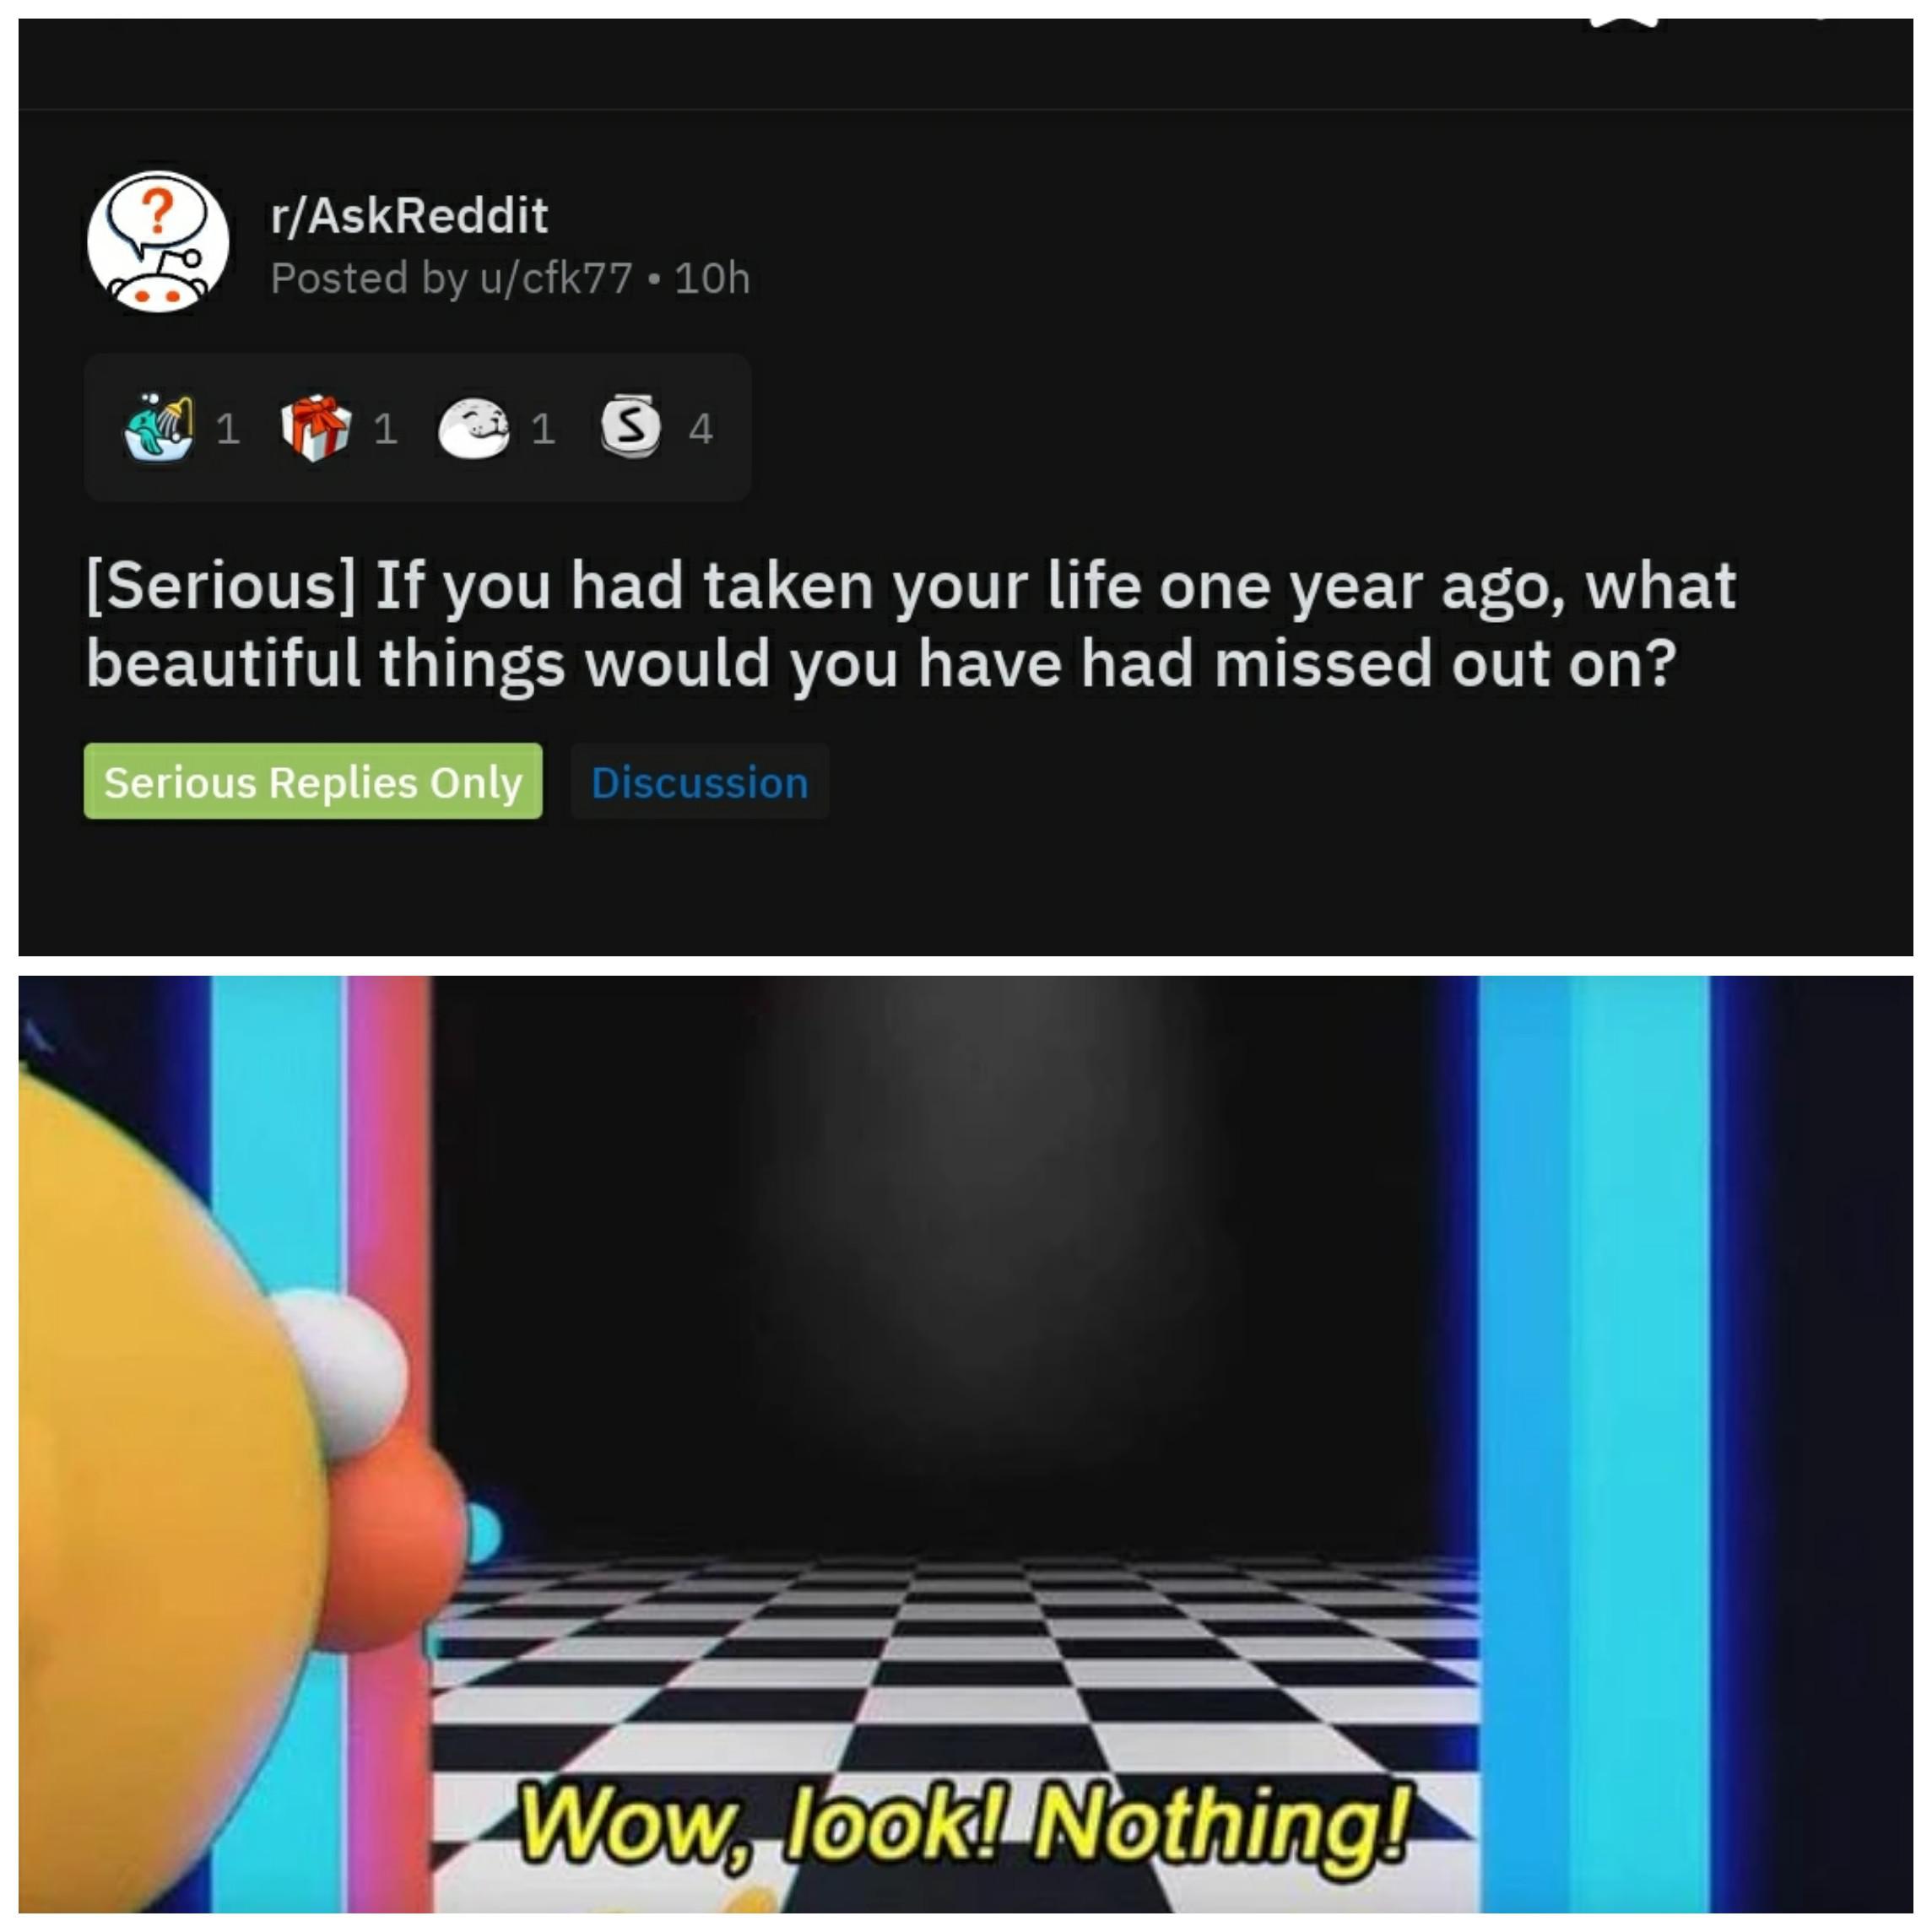 r/AskReddit
Posted by u/cfk77 • 10h
1 1 1 S 4
[Serious] If you had taken your life one year ago, what
beautiful things would you have had missed out on?
Serious Replies Only Discussion
Wow, look! Nothing!